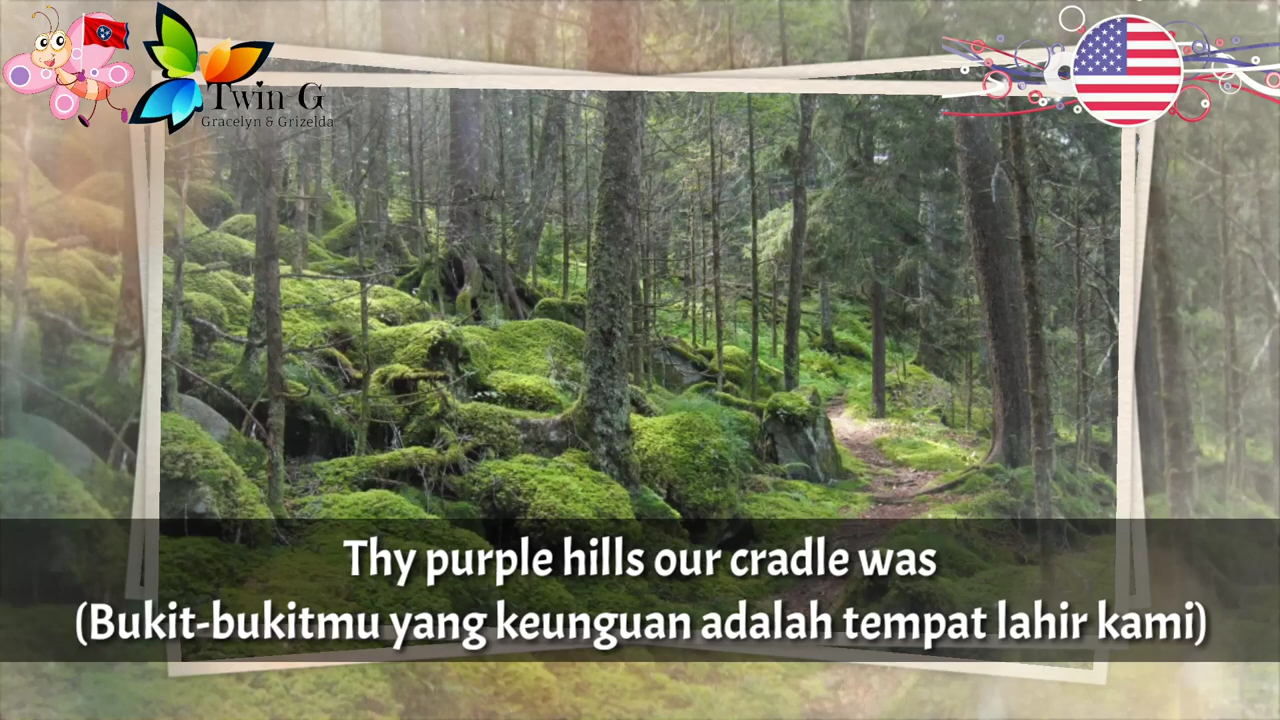 Twin G
Gracelyn & Grizelda
Thy purple hills our cradle was
(Bukit-bukitmu yang keunguan adalah tempat lahir kami)